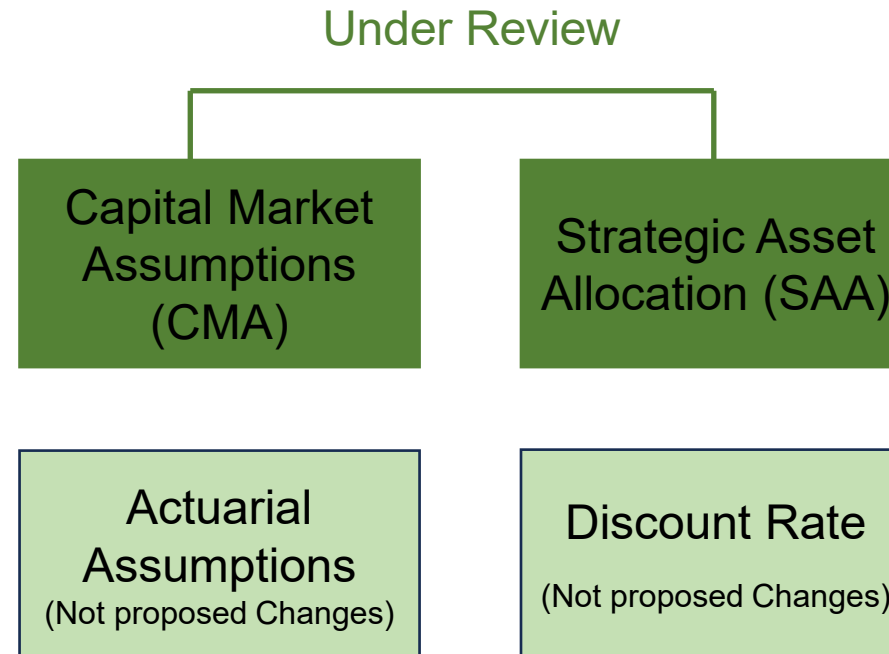 Under Review
Capital Market
Assumptions
(CMA)
Strategic Asset
Allocation (SAA)
Actuarial
Assumptions
(Not proposed Changes)
Discount Rate
(Not proposed Changes)